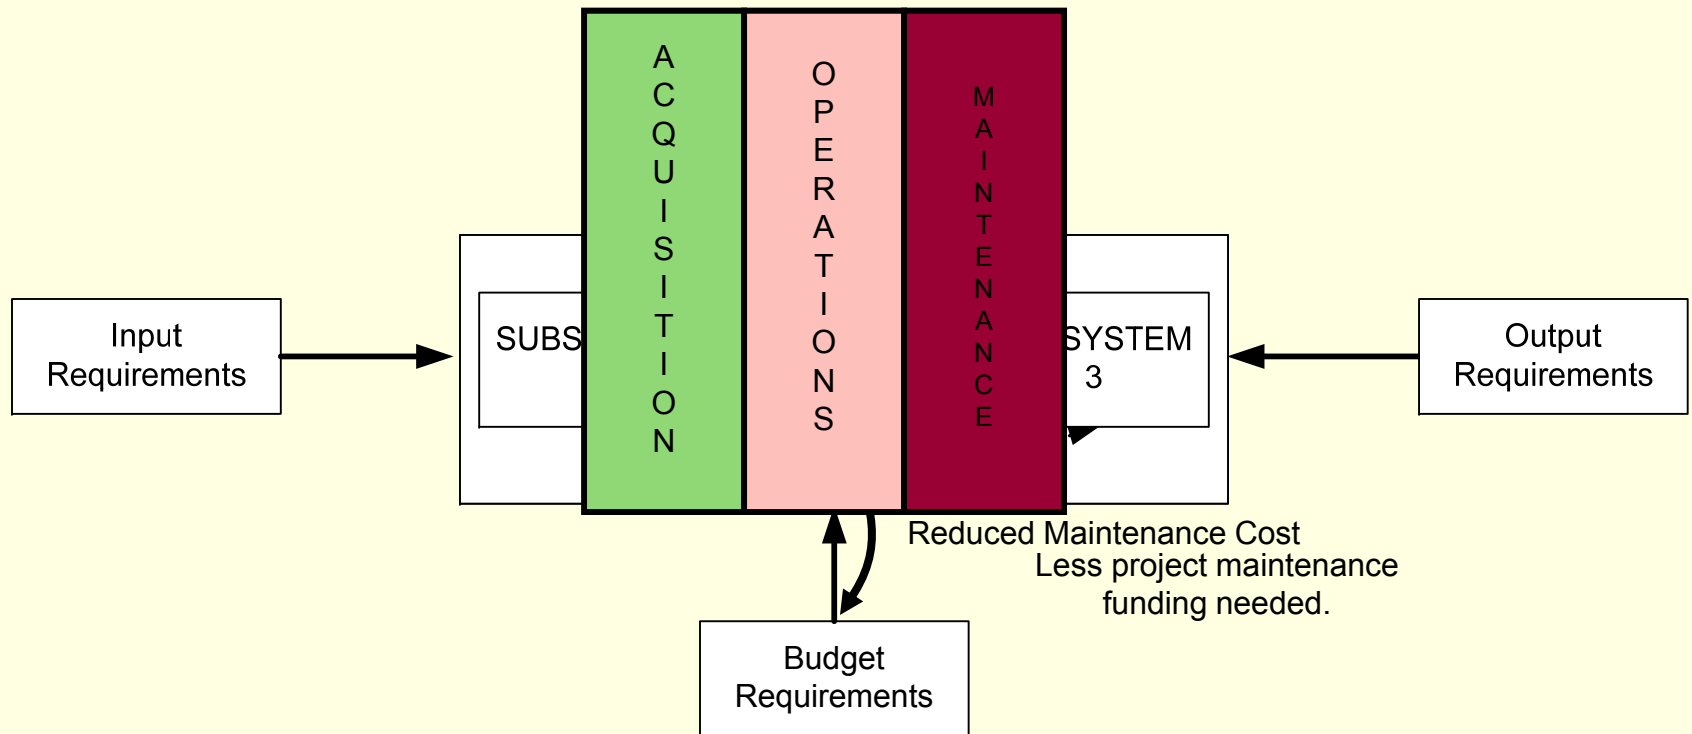 ACQUISITION
OPERATIONS
MAINTENANCE
Input
Requirements
SUBS
SYSTEM
3
Output
Requirements
Reduced Maintenance Cost
Less project maintenance
funding needed.
Budget
Requirements